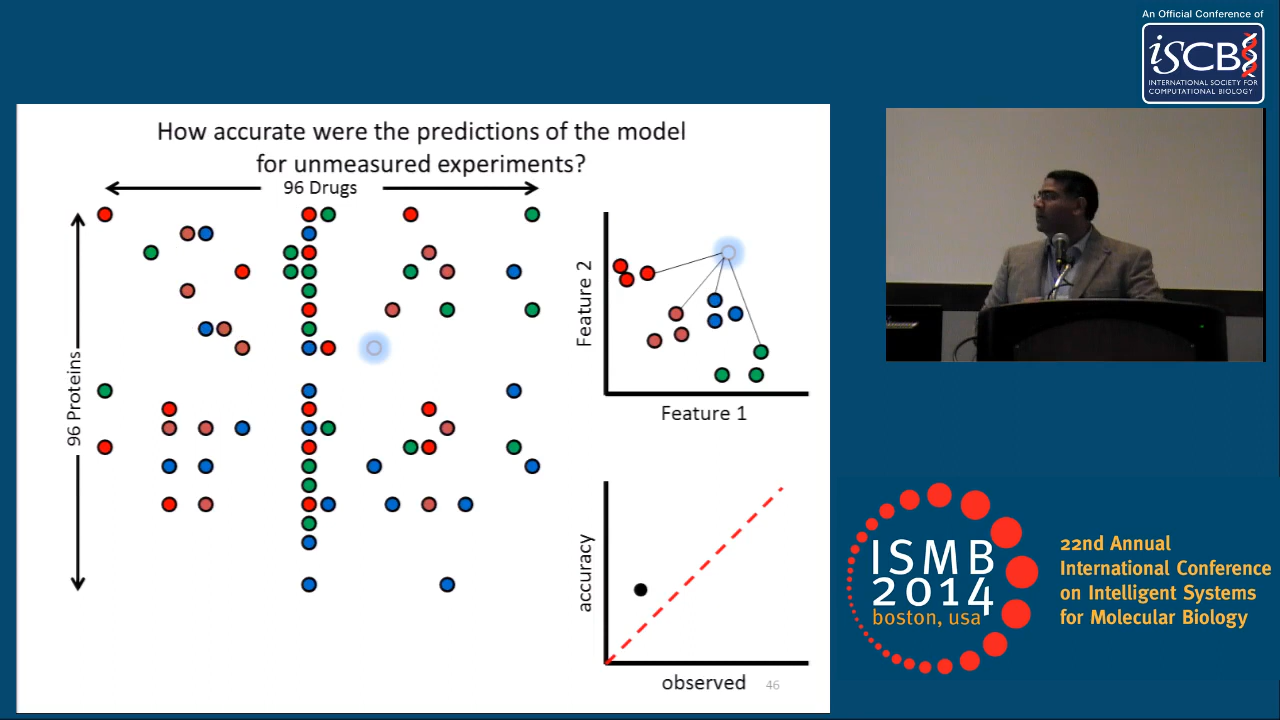 An Official Conference of
iSCB
INTERNATIONAL SOCIETY FOR
COMPUTATIONAL BIOLOGY
How accurate were the predictions of the model
for unmeasured experiments?
96 Drugs
96 Proteins
Feature 2
Feature 1
accuracy
observed
46
ISMB
2014
boston, usa
22nd Annual
International Conference
on Intelligent Systems
for Molecular Biology